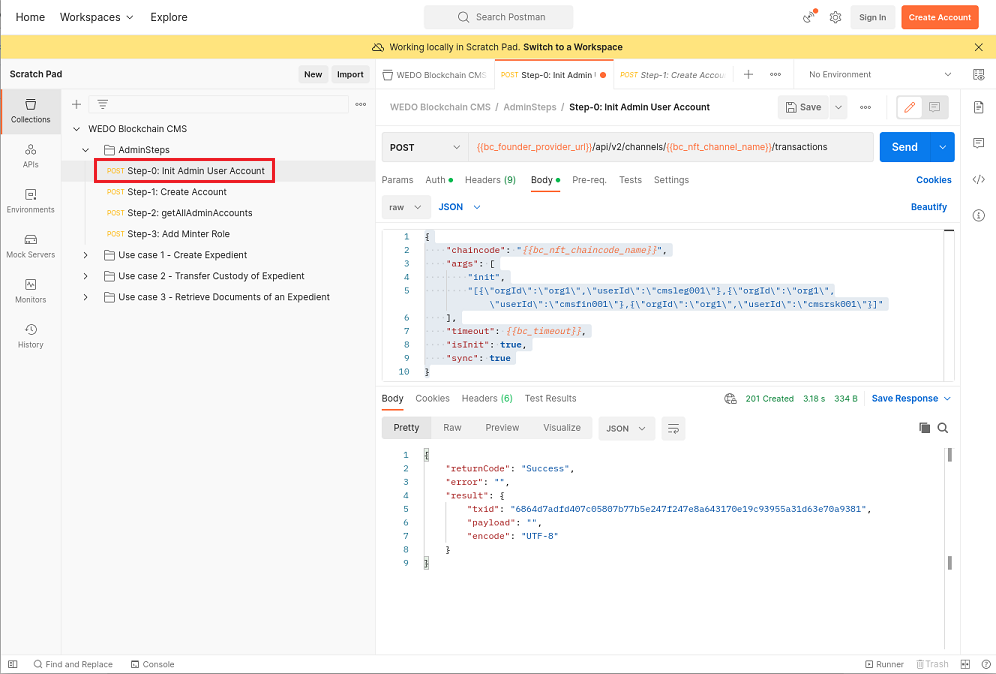 Home Workspaces Explore Search Postman Sign In Create Account
Working locally in Scratch Pad. Switch to a Workspace
Scratch Pad New Import
Collections
APIs
Environments
Mock Servers
Monitors
History
WEDO Blockchain CMS
AdminSteps
POST Step-0: Init Admin User Account
POST Step-1: Create Account
POST Step-2: getAllAdminAccounts
POST Step-3: Add Minter Role
Use case 1 - Create Expedient
Use case 2 - Transfer Custody of Expedient
Use case 3 - Retrieve Documents of an Expedient
WEDO Blockchain CMS POST Step-0: Init Admin POST Step-1: Create Accou No Environment
WEDO Blockchain CMS / AdminSteps / Step-0: Init Admin User Account Save
POST {{bc_founder_provider_url}}/api/v2/channels/{{bc_nft_channel_name}}/transactions Send
Params Auth Headers (9) Body Pre-req. Tests Settings Cookies
raw JSON Beautify
1 {
2 "chaincode": "{{bc_nft_chaincode_name}}",
3 "args": [
4 "init",
5 "[{\"orgId\":\"org1\",\"userId\":\"cmsleg001\"},{\"orgId\":\"org1\",
\"userId\":\"cmsfin001\"},{\"orgId\":\"org1\",\"userId\":\"cmsrsk001\"}]"
6 ],
7 "timeout": {{bc_timeout}},
8 "isInit": true,
9 "sync": true
10 }
Body Cookies Headers (6) Test Results 201 Created 3.18 s 334 B Save Response
Pretty Raw Preview Visualize JSON
1 {
2 "returnCode": "Success",
3 "error": "",
4 "result": {
5 "txid": "6864d7adfd407c05807b77b5e247f247e8a643170e19c93955a31d63e70a9381",
6 "payload": "",
7 "encode": "UTF-8"
8 }
9 }
Find and Replace Console Runner Trash